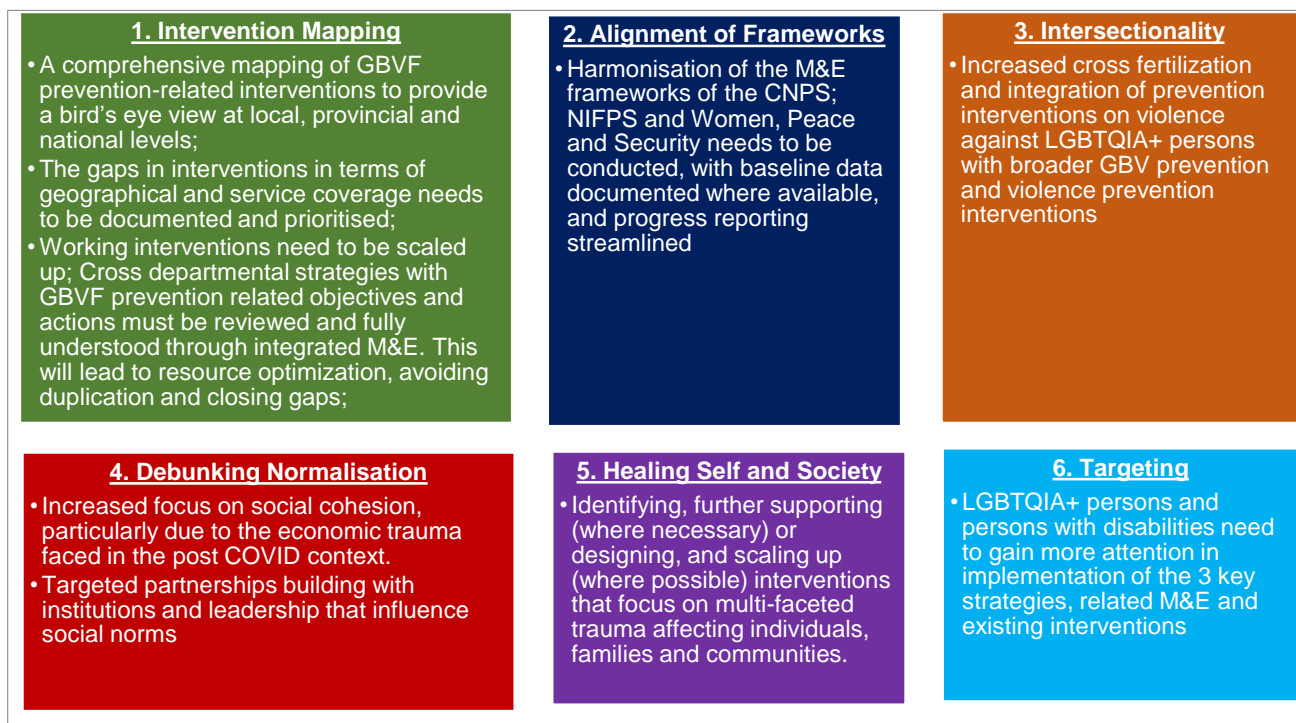 1. Intervention Mapping
• A comprehensive mapping of GBVF
prevention-related interventions to provide
a bird's eye view at local, provincial and
national levels;
• The gaps in interventions in terms of
geographical and service coverage needs
to be documented and prioritised;
• Working interventions need to be scaled
up; Cross departmental strategies with
GBVF prevention related objectives and
actions must be reviewed and fully
understood through integrated M&E. This
will lead to resource optimization, avoiding
duplication and closing gaps;
2. Alignment of Frameworks
• Harmonisation of the M&E
frameworks of the CNPS;
NIFPS and Women, Peace
and Security needs to be
conducted, with baseline data
documented where available,
and progress reporting
streamlined
3. Intersectionality
• Increased cross fertilization
and integration of prevention
interventions on violence
against LGBTQIA+ persons
with broader GBV prevention
and violence prevention
interventions
4. Debunking Normalisation
• Increased focus on social cohesion,
particularly due to the economic trauma
faced in the post COVID context.
• Targeted partnerships building with
institutions and leadership that influence
social norms
5. Healing Self and Society
• Identifying, further supporting
(where necessary) or
designing, and scaling up
(where possible) interventions
that focus on multi-faceted
trauma affecting individuals,
families and communities.
6. Targeting
• LGBTQIA+ persons and
persons with disabilities need
to gain more attention in
implementation of the 3 key
strategies, related M&E and
existing interventions